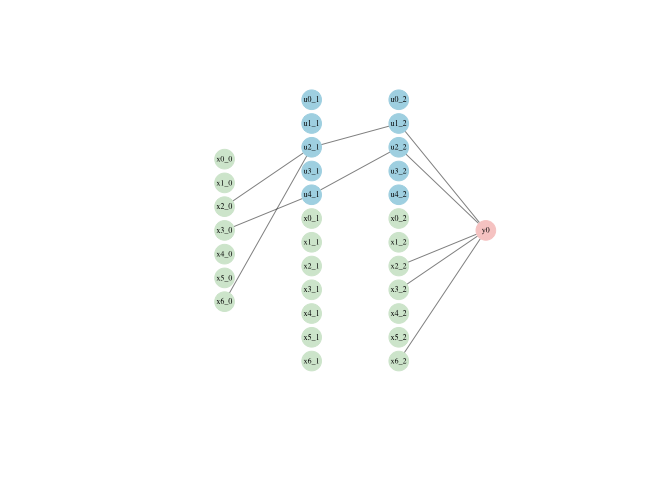 u0_1 u0_2
u1_1 u1_2
u2_1 u2_2
x0_0
u3_1 u3_2
x1_0
u4_1 u4_2
x2_0
x0_1 x0_2
x3_0 y0
x1_1 x1_2
x4_0
x2_1 x2_2
x5_0
x3_1 x3_2
x6_0
x4_1 x4_2
x5_1 x5_2
x6_1 x6_2